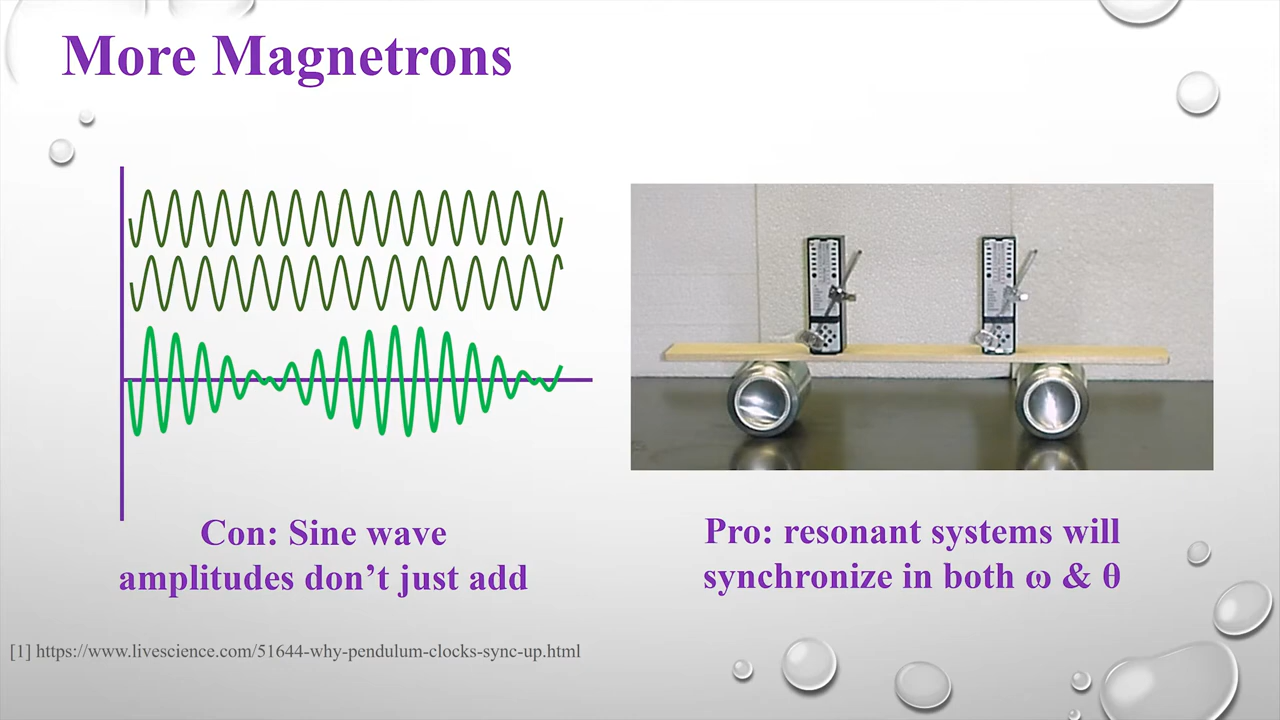 More Magnetrons
Con: Sine wave
amplitudes don’t just add
Pro: resonant systems will
synchronize in both ω & θ
[1] https://www.livescience.com/51644-why-pendulum-clocks-sync-up.html